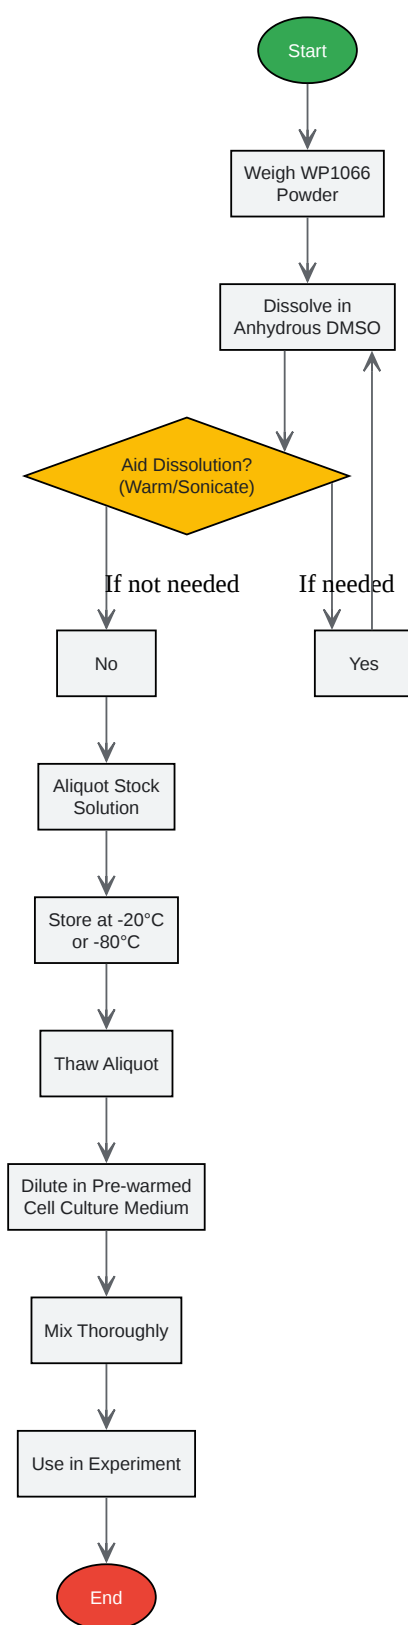 Start
Weigh WP1066
Powder
Dissolve in
Anhydrous DMSO
Aid Dissolution?
(Warm/Sonicate)
If not needed
If needed
No
Yes
Aliquot Stock
Solution
Store at -20°C
or -80°C
Thaw Aliquot
Dilute in Pre-warmed
Cell Culture Medium
Mix Thoroughly
Use in Experiment
End